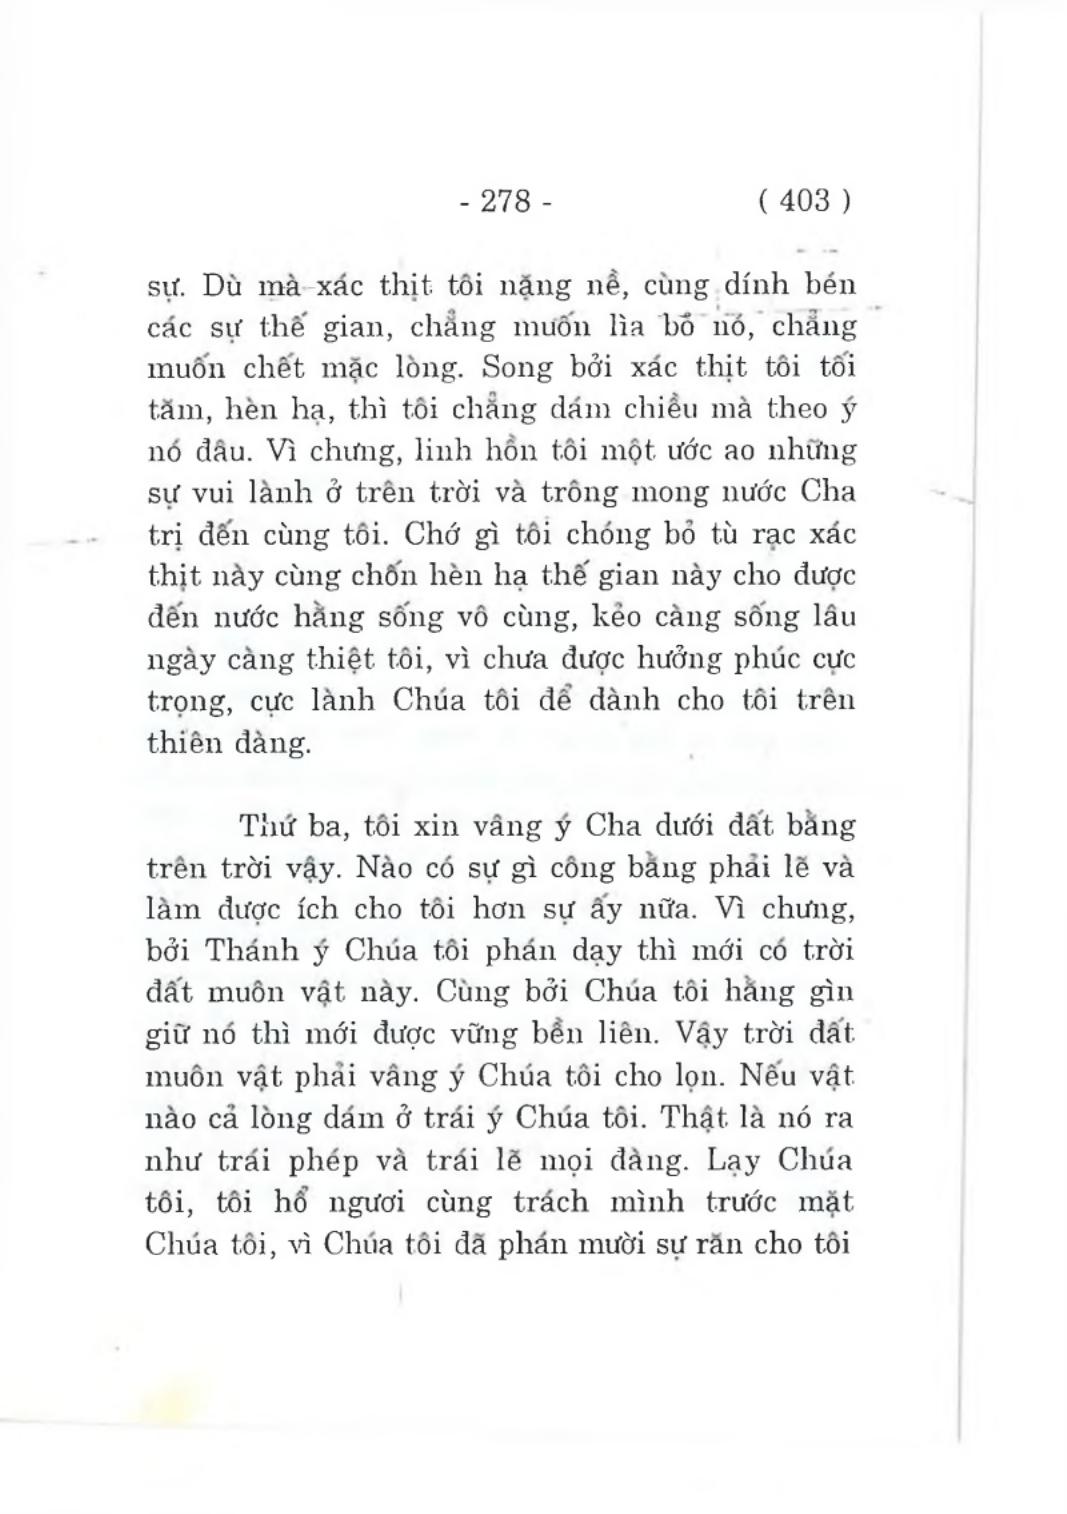 - 278 - ( 403 )
sự. Dù mà xác thịt tôi nặng nề, cùng dính bén
các sự thế gian, chẳng muốn lìa bỏ nó, chẳng
muốn chết mặc lòng. Song bởi xác thịt tôi tối
tăm, hèn hạ, thì tôi chẳng dám chiều mà theo ý
nó đâu. Vì chưng, linh hồn tôi một ước ao những
sự vui lành ở trên trời và trông mong nước Cha
trị đến cùng tôi. Chớ gì tôi chóng bỏ tù rạc xác
thịt này cùng chốn hèn hạ thế gian này cho được
đến nước hằng sống vô cùng, kẻo càng sống lâu
ngày càng thiệt tôi, vì chưa được hưởng phúc cực
trọng, cực lành Chúa tôi để dành cho tôi trên
thiên đàng.
Thứ ba, tôi xin vâng ý Cha dưới đất bằng
trên trời vậy. Nào có sự gì công bằng phải lẽ và
làm được ích cho tôi hơn sự ấy nữa. Vì chưng,
bởi Thánh ý Chúa tôi phán dạy thì mới có trời
đất muôn vật này. Cùng bởi Chúa tôi hằng gìn
giữ nó thì mới được vững bền liên. Vậy trời đất
muôn vật phải vâng ý Chúa tôi cho lọn. Nếu vật
nào cả lòng dám ở trái ý Chúa tôi. Thật là nó ra
như trái phép và trái lẽ mọi đàng. Lạy Chúa
tôi, tôi hổ ngươi cùng trách mình trước mặt
Chúa tôi, vì Chúa tôi đã phán mười sự răn cho tôi